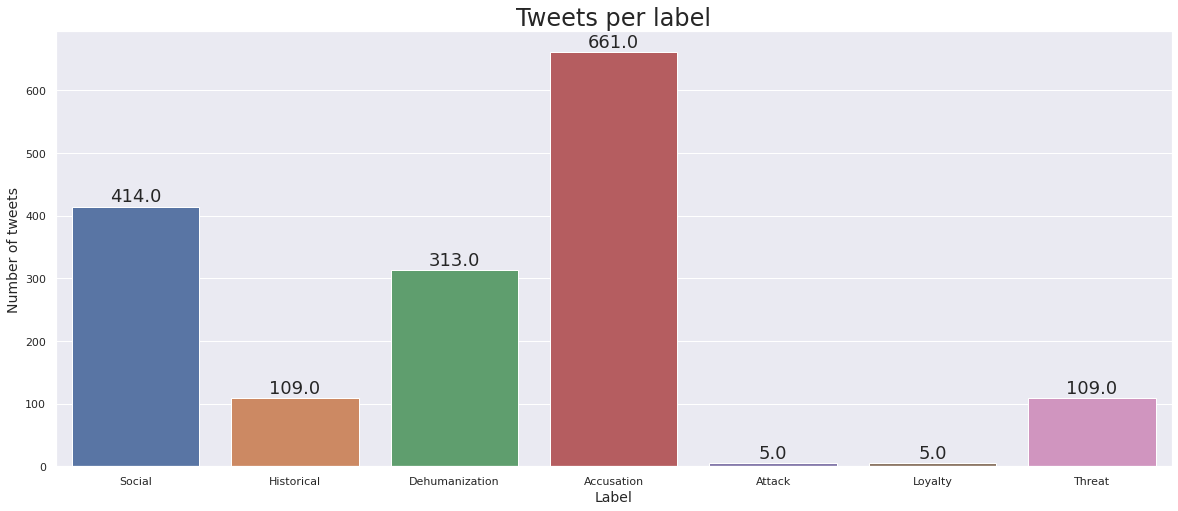 Tweets per label
661.0
600
500
414.0
400
313.0
300
200
109.0
109.0
100
5.0
5.0
0
Number of tweets
Social
Historical
Dehumanization
Accusation
Attack
Loyalty
Threat
Label